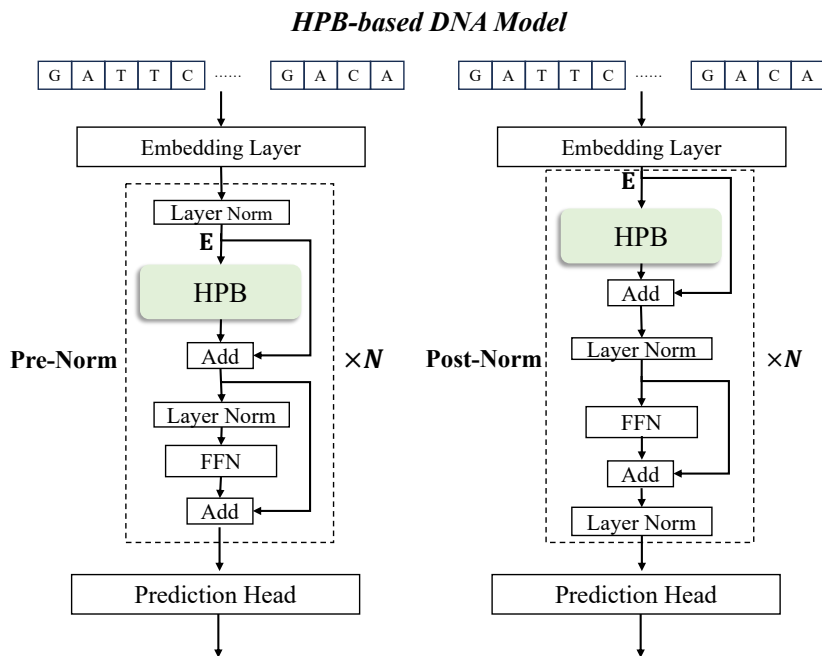 HPB-based DNA Model
G A T T C ...... G A C A
Embedding Layer
Layer Norm
E
HPB
Add
Pre-Norm
×N
Layer Norm
FFN
Add
Prediction Head
G A T T C ...... G A C A
Embedding Layer
E
HPB
Add
Layer Norm
Post-Norm
×N
FFN
Add
Layer Norm
Prediction Head